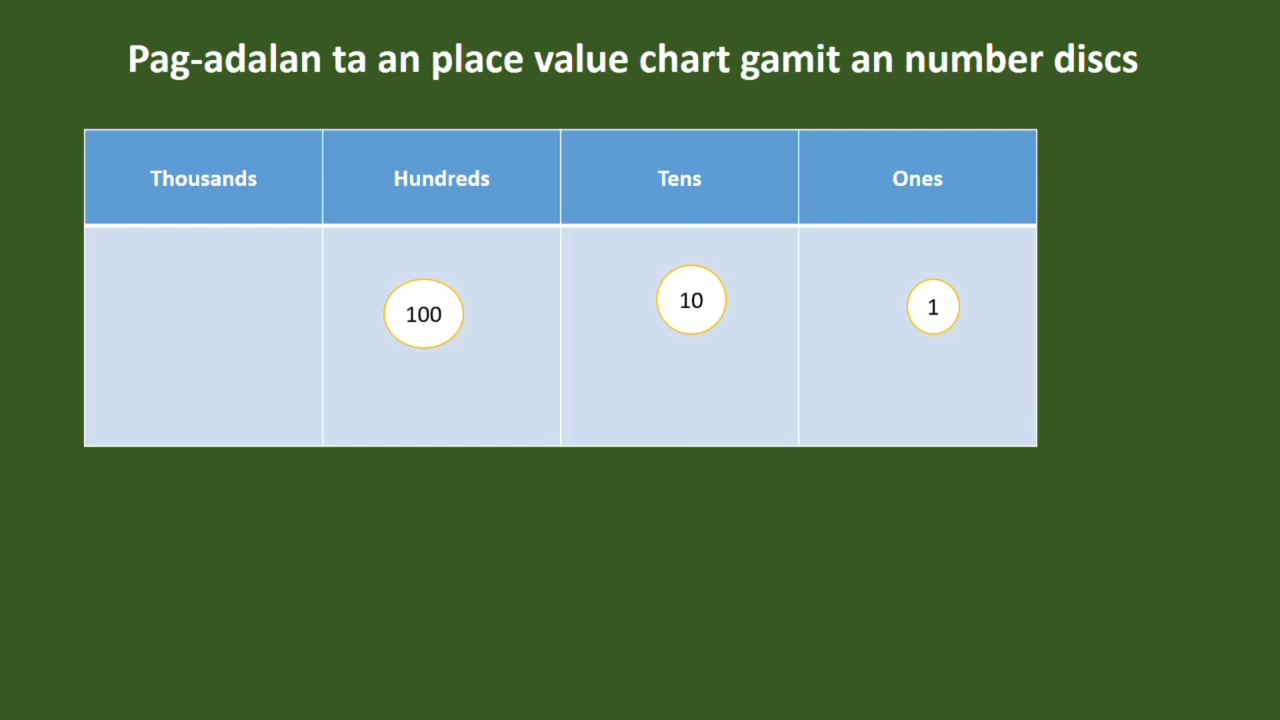 Pag-adalan ta an place value chart gamit an number discs
Thousands Hundreds Tens Ones
100 10 1